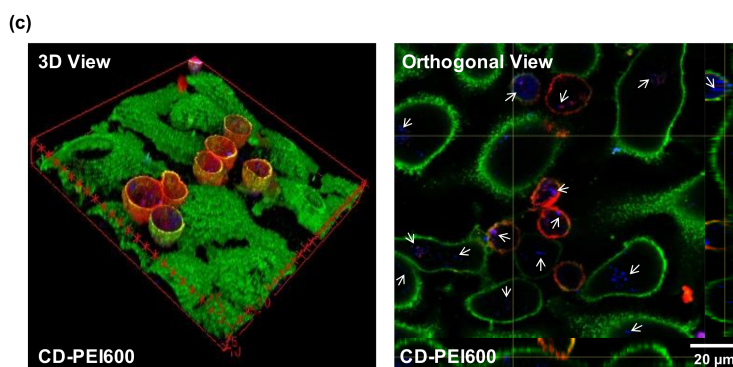 (c)
3D View
Orthogonal View
CD-PEI600
CD-PEI600
20 µm